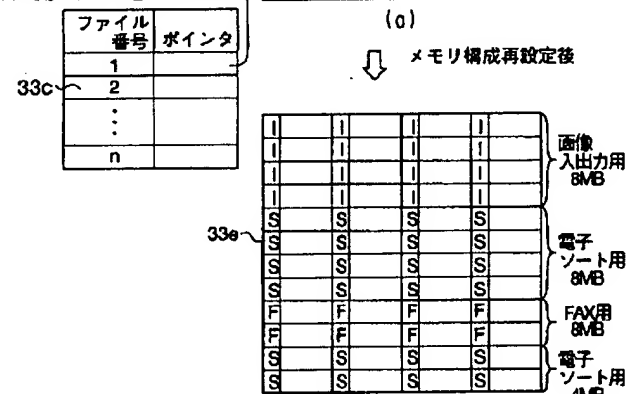 ファイル
番号 ポインタ
1
33c 2
⋮
n
(a)
メモリ構成再設定後
33e
I I I I
I I I I
I I I I
I I I I
画像
入出力用
8MB
S S S S
S S S S
S S S S
S S S S
電子
ソート用
8MB
F F F F
F F F F
FAX用
8MB
S S S S
S S S S
電子
ソート用
4MB